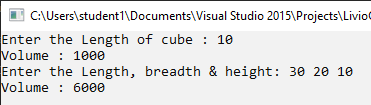 C:\Users\student1\Documents\Visual Studio 2015\Projects\Livio
Enter the Length of cube : 10
Volume : 1000
Enter the Length, breadth & height: 30 20 10
Volume : 6000